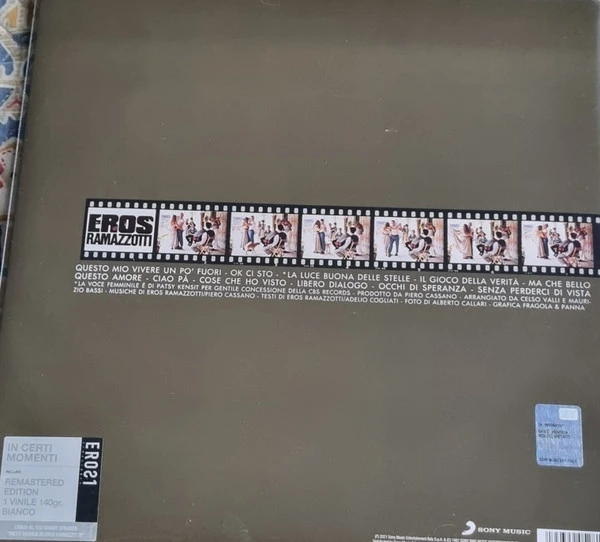 EROS
RAMAZZOTTI
QUESTO MIO VIVERE UN PO' FUORI - OK CI STO - *LA LUCE BUONA DELLE STELLE - IL GIOCO DELLA VERITÀ - MA CHE BELLO
QUESTO AMORE - CIAO PÀ - COSE CHE HO VISTO - LIBERO DIALOGO - OCCHI DI SPERANZA - SENZA PERDERCI DI VISTA
*LA VOCE FEMMINILE È DI PATSY KENSIT PER GENTILE CONCESSIONE DELLA CBS RECORDS - PRODOTTO DA PIERO CASSANO - ARRANGIATO DA CELSO VALLI E MAURI-
ZIO BASSI - MUSICHE DI EROS RAMAZZOTTI/PIERO CASSANO - TESTI DI EROS RAMAZZOTTI/ADELIO COGLIATI - FOTO DI ALBERTO CALLARI - GRAFICA FRAGOLA & PANNA
IN CERTI
MOMENTI
REMASTERED
EDITION
1 VINILE 140gr.
BIANCO
ERO21
SONY MUSIC